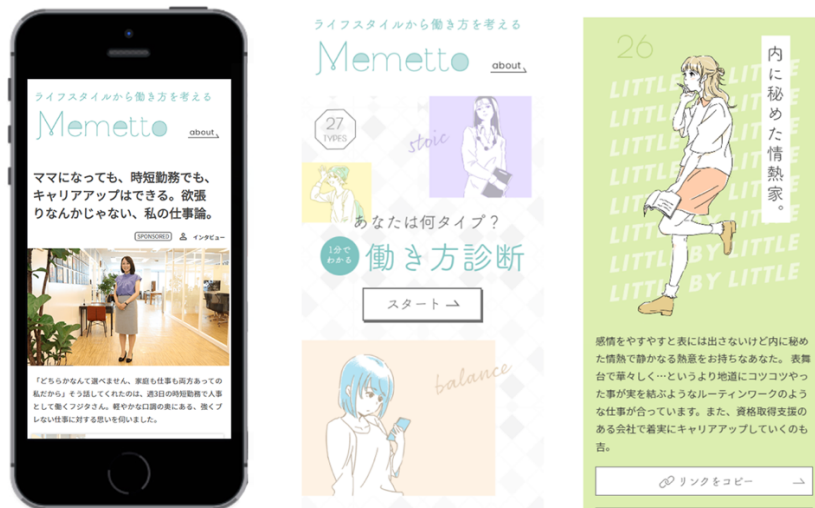 ライフスタイルから働き方を考える
Memetto
about
ママになっても、時短勤務でも、
キャリアアップはできる。欲張
りなんかじゃない、私の仕事論。
SPONSORED
インタビュー
「どちらかなんて選べません、家庭も仕事も両方あっての
私だから」そう話してくれたのは、週3日の時短勤務で人事
として働くフジタさん。軽やかな口調の奥にある、強くブ
レない仕事に対する思いを伺いました。
ライフスタイルから働き方を考える
Memetto
about
27
TYPES
stoic
あなたは何タイプ？
1分で
わかる
働き方診断
スタート
balance
26
内に秘めた情熱家。
LITTLE BY LITTLE
感情をやすやすと表には出さないけど内に秘め
た情熱で静かなる熱意をお持ちなあなた。 表舞
台で華々しく…というより地道にコツコツやっ
た事が実を結ぶようなルーティンワークのよう
な仕事が合っています。また、資格取得支援の
ある会社で着実にキャリアアップしていくのも
吉。
リンクをコピー